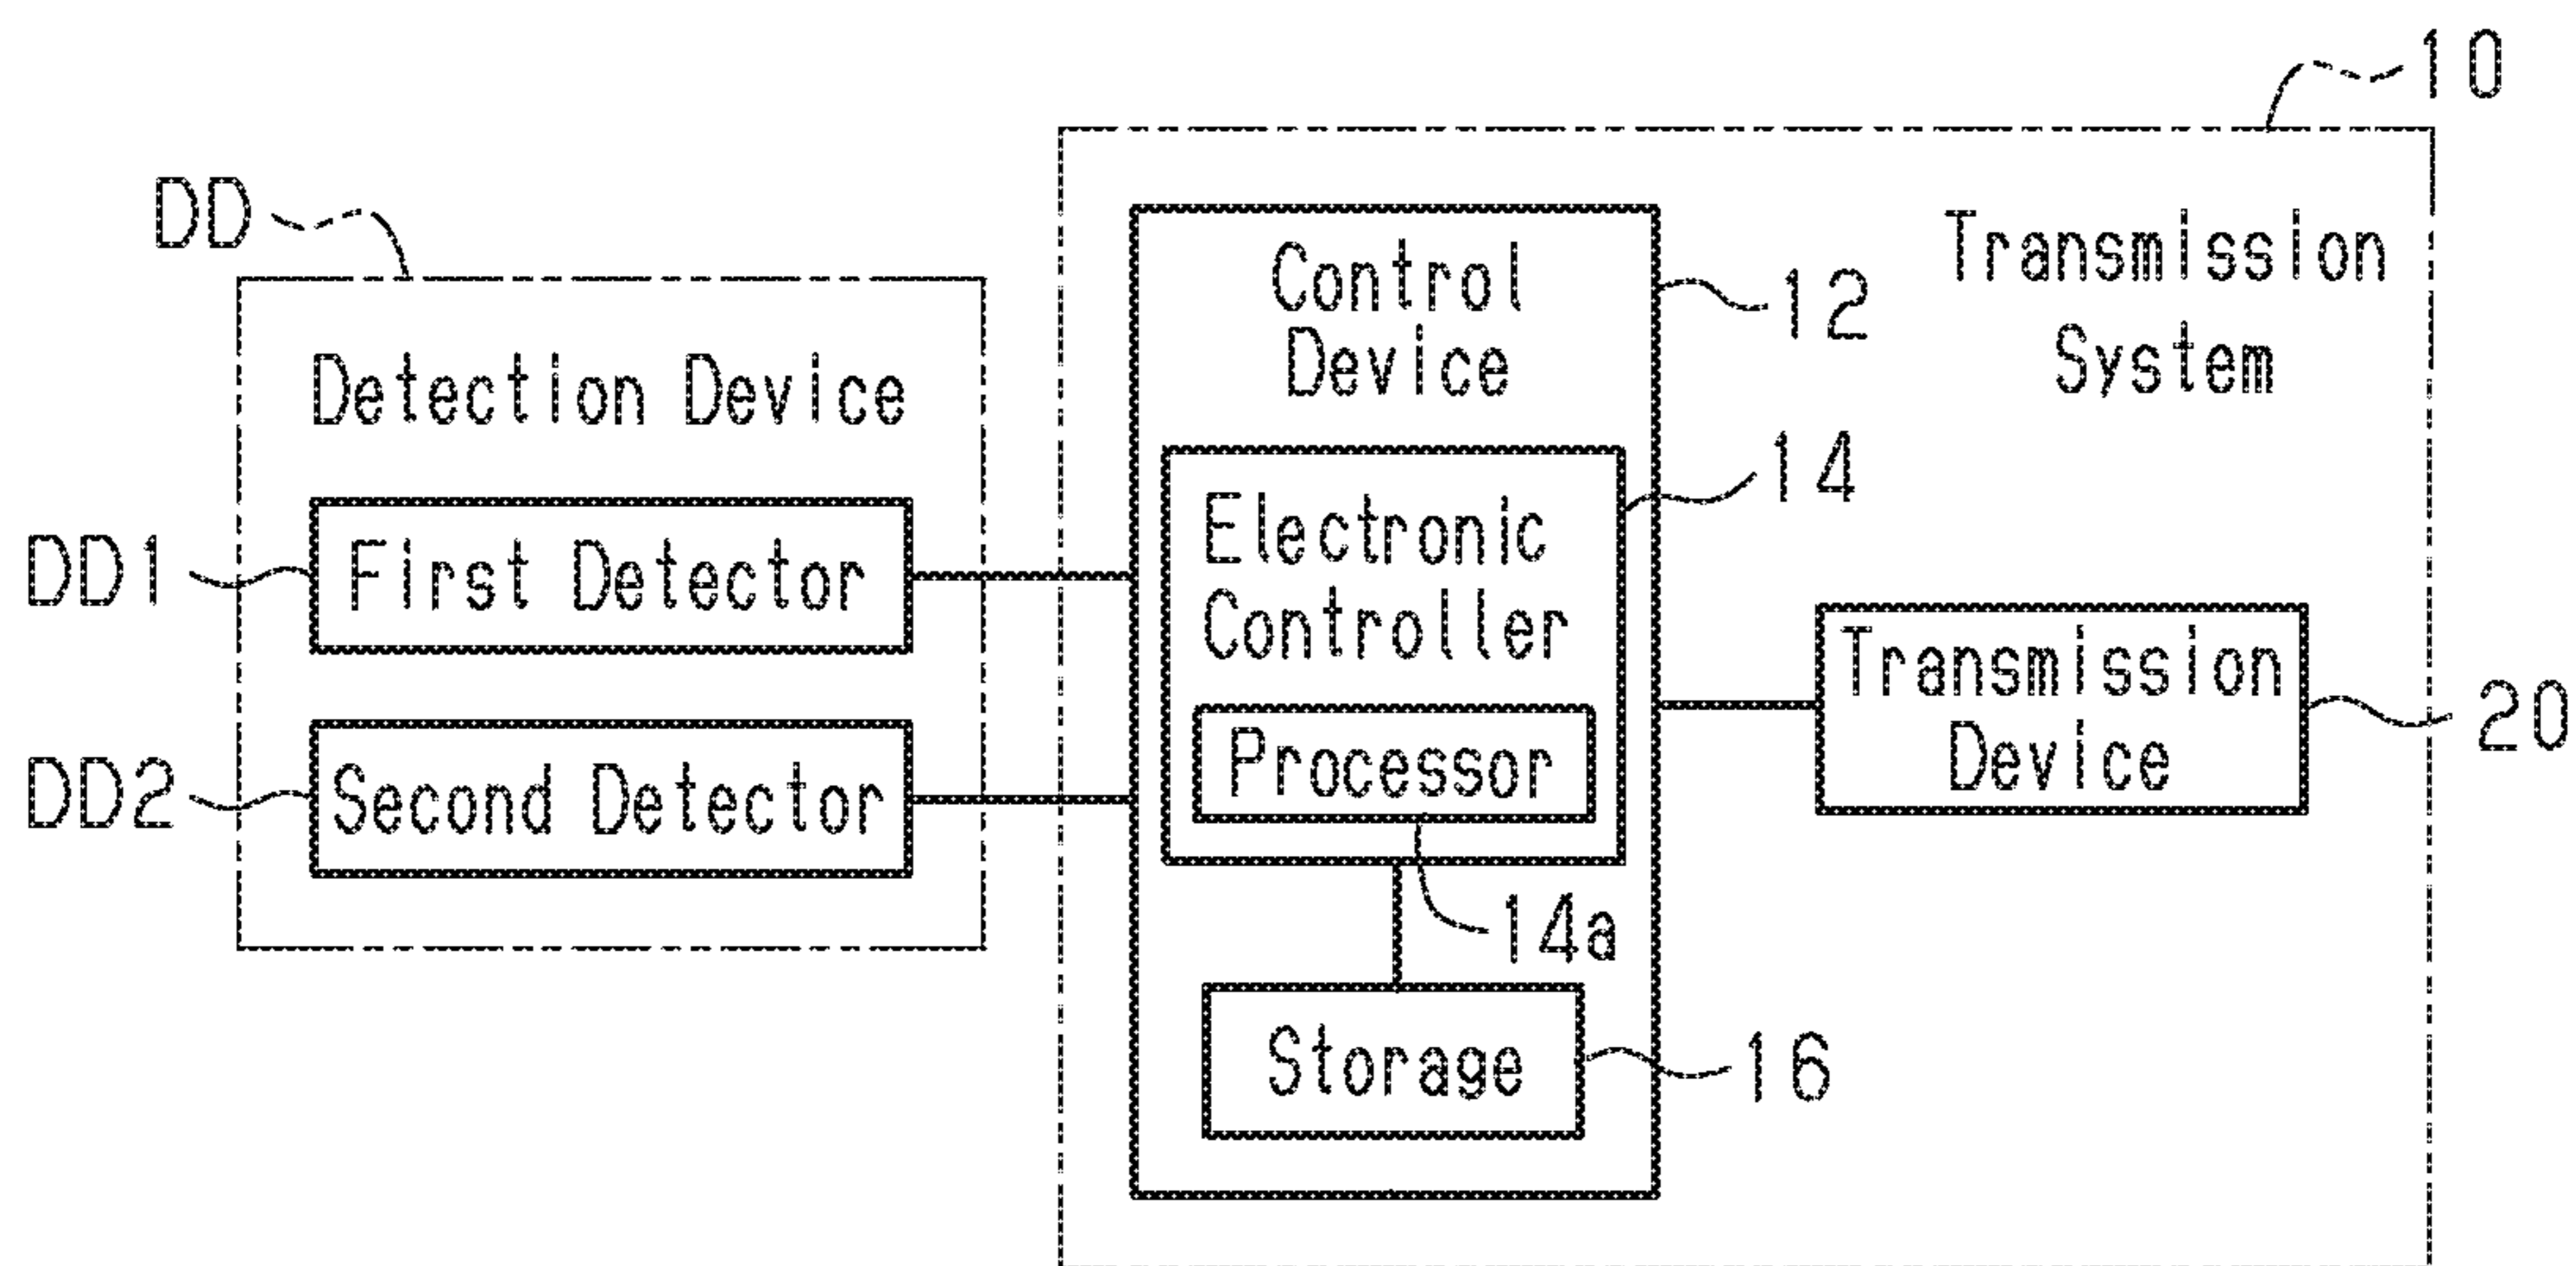 10
DD
Transmission
System
Control
Device
12
Detection Device
14
Electronic
Controller
DD1
First Detector
Transmission
Device
20
Processor
DD2
Second Detector
14a
Storage
16